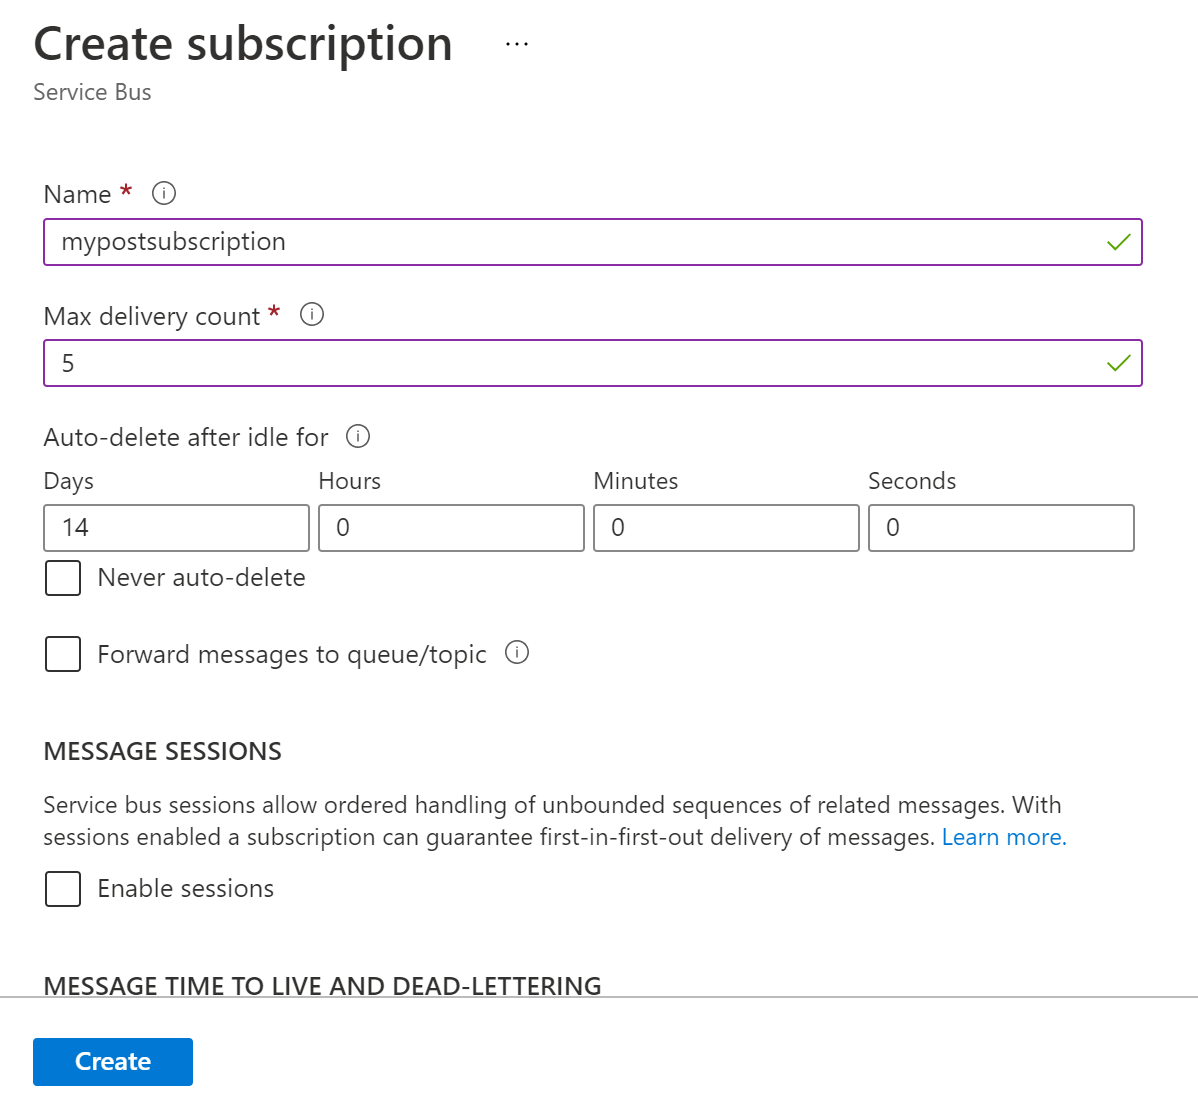 Create subscription ...
Service Bus
Name *
mypostsubscription
Max delivery count *
5
Auto-delete after idle for
Days Hours Minutes Seconds
14 0 0 0
Never auto-delete
Forward messages to queue/topic
MESSAGE SESSIONS
Service bus sessions allow ordered handling of unbounded sequences of related messages. With
sessions enabled a subscription can guarantee first-in-first-out delivery of messages. Learn more.
Enable sessions
MESSAGE TIME TO LIVE AND DEAD-LETTERING
Create